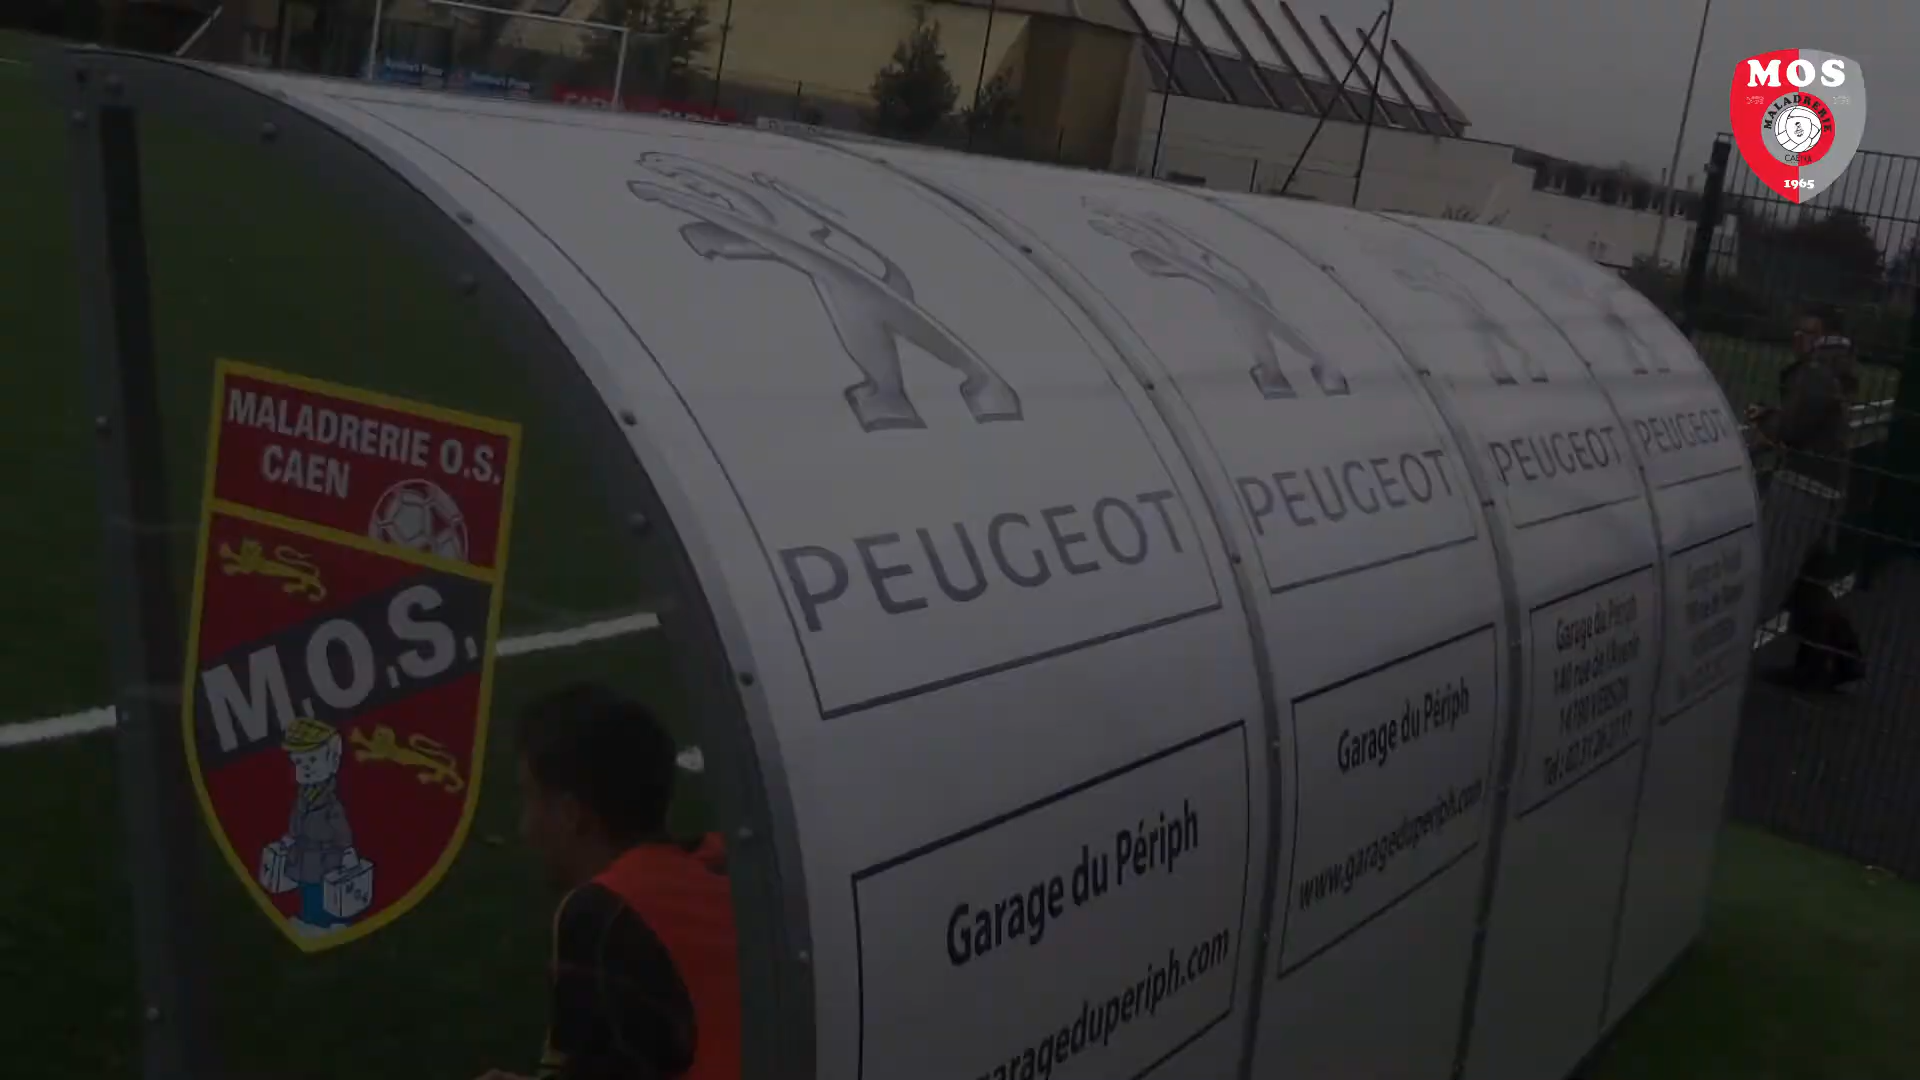 MOS
MALADRERIE
CAEN
1965
MALADRERIE O.S.
CAEN
M.O.S.
PEUGEOT
PEUGEOT
PEUGEOT
PEUGEOT
Garage du Périph
garageduperiph.com
Garage du Périph
www.garageduperiph.com
Garage du Périph